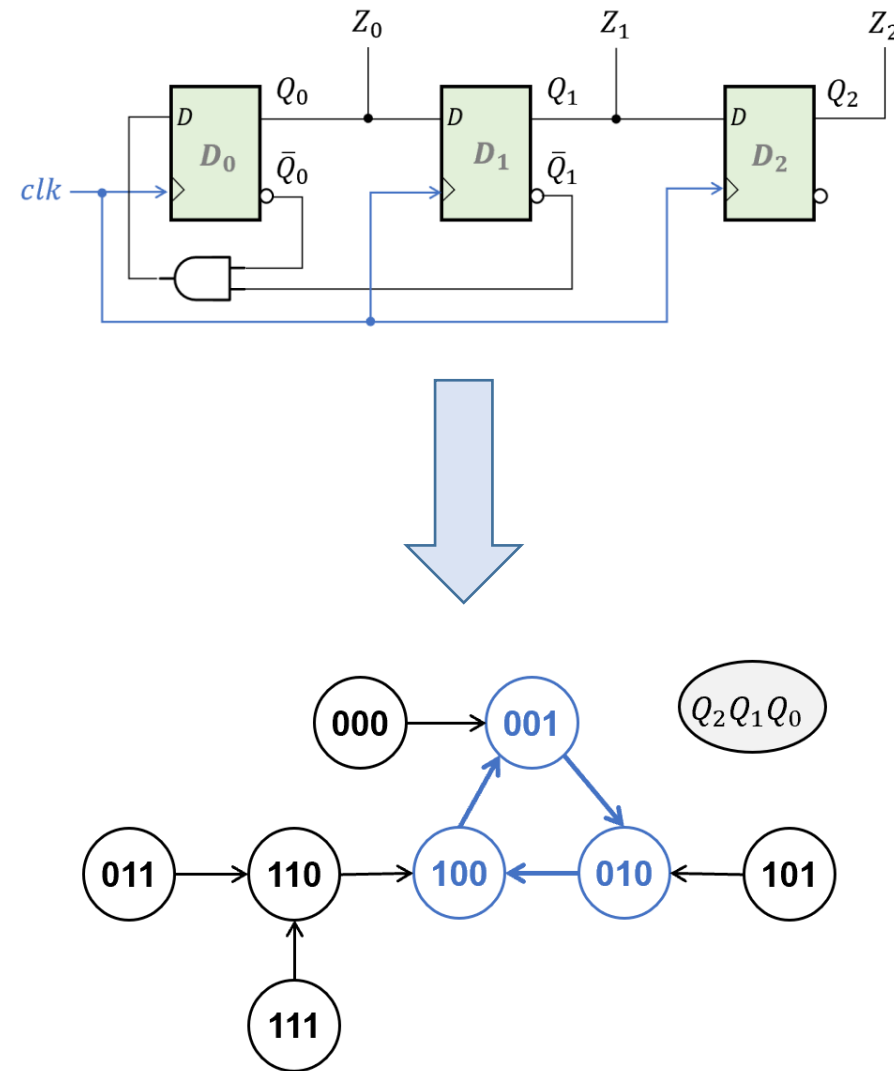 Z₀ Z₁ Z₂
Q₀ Q₁ Q₂
D D D
D₀ D₁ D₂
Q̄₀ Q̄₁
clk
000 001 Q₂Q₁Q₀
011 110 100 010 101
111